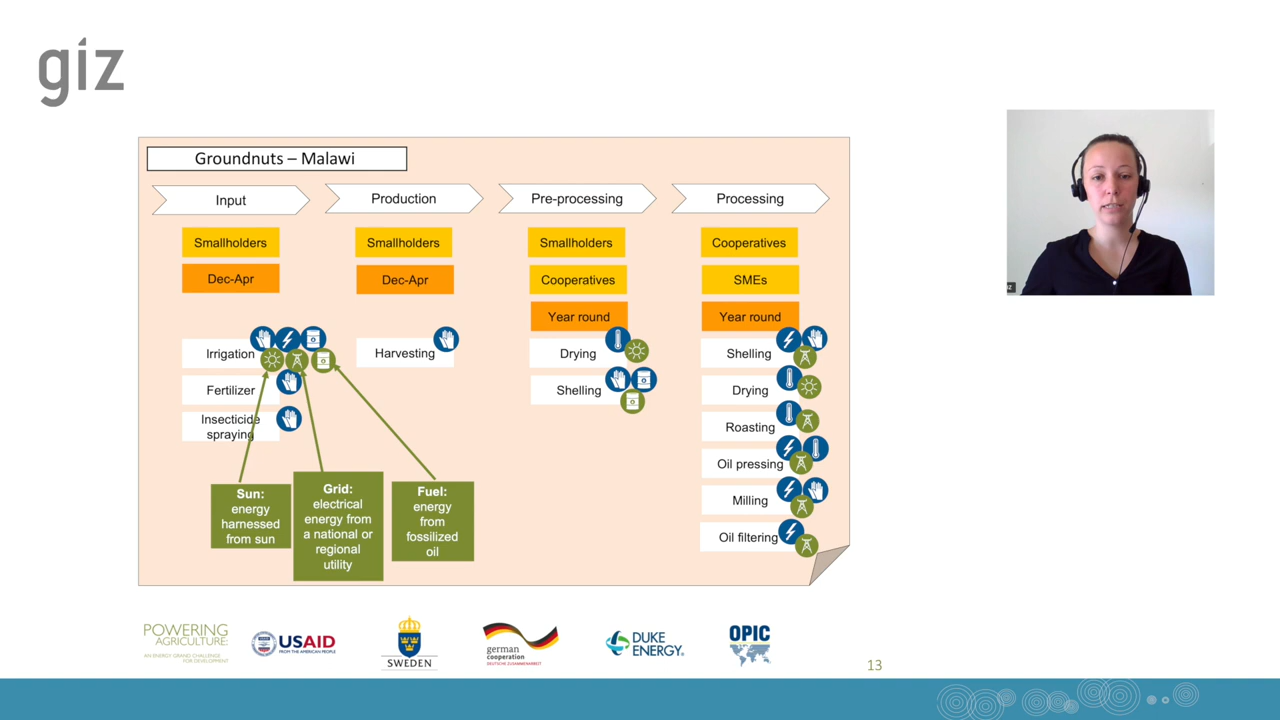 giz
Groundnuts – Malawi
Input
Production
Pre-processing
Processing
Smallholders
Smallholders
Smallholders
Cooperatives
Dec-Apr
Dec-Apr
Cooperatives
SMEs
Year round
Year round
Irrigation
Harvesting
Drying
Shelling
Fertilizer
Shelling
Drying
Insecticide
spraying
Roasting
Oil pressing
Milling
Oil filtering
Sun:
energy
harnessed
from sun
Grid:
electrical
energy from
a national or
regional
utility
Fuel:
energy
from
fossilized
oil
POWERING
AGRICULTURE:
AN ENERGY GRAND CHALLENGE
FOR DEVELOPMENT
USAID
FROM THE AMERICAN PEOPLE
SWEDEN
german
cooperation
DEUTSCHE ZUSAMMENARBEIT
DUKE
ENERGY®
OPIC
13